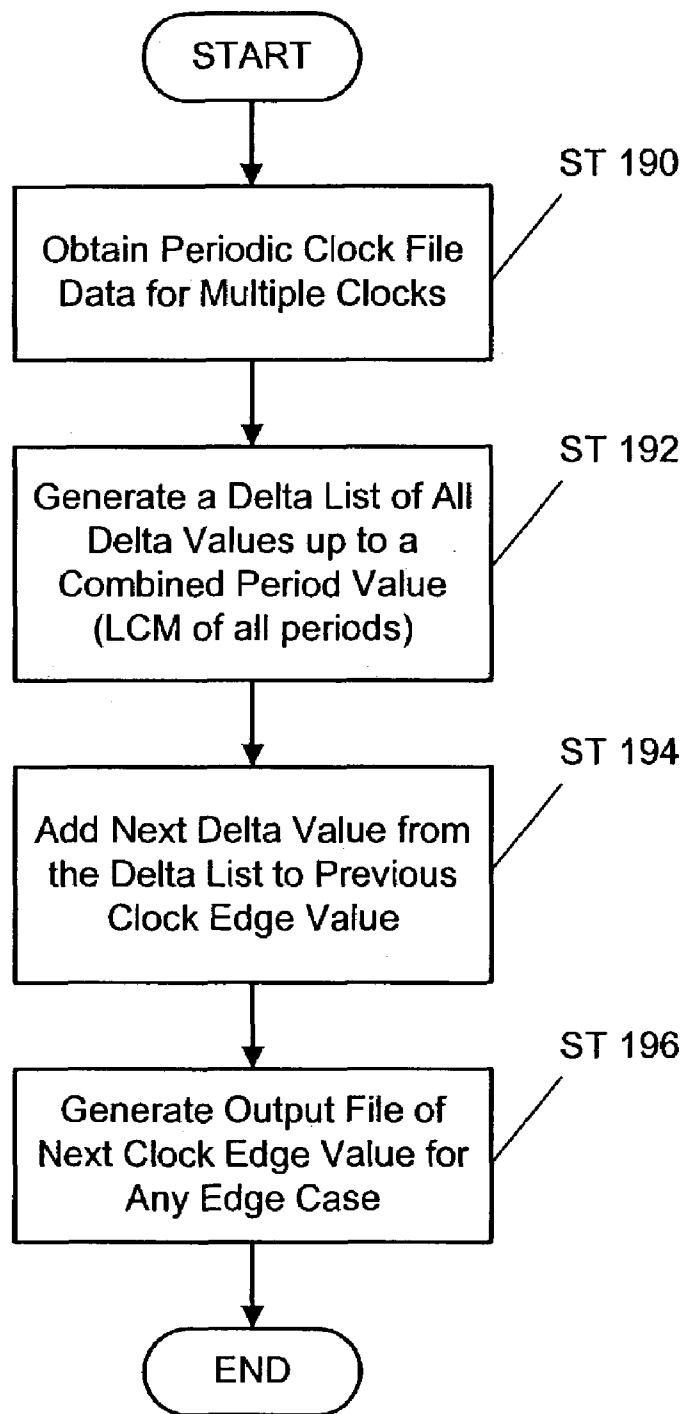 START
ST 190
Obtain Periodic Clock File
Data for Multiple Clocks
ST 192
Generate a Delta List of All
Delta Values up to a
Combined Period Value
(LCM of all periods)
ST 194
Add Next Delta Value from
the Delta List to Previous
Clock Edge Value
ST 196
Generate Output File of
Next Clock Edge Value for
Any Edge Case
END